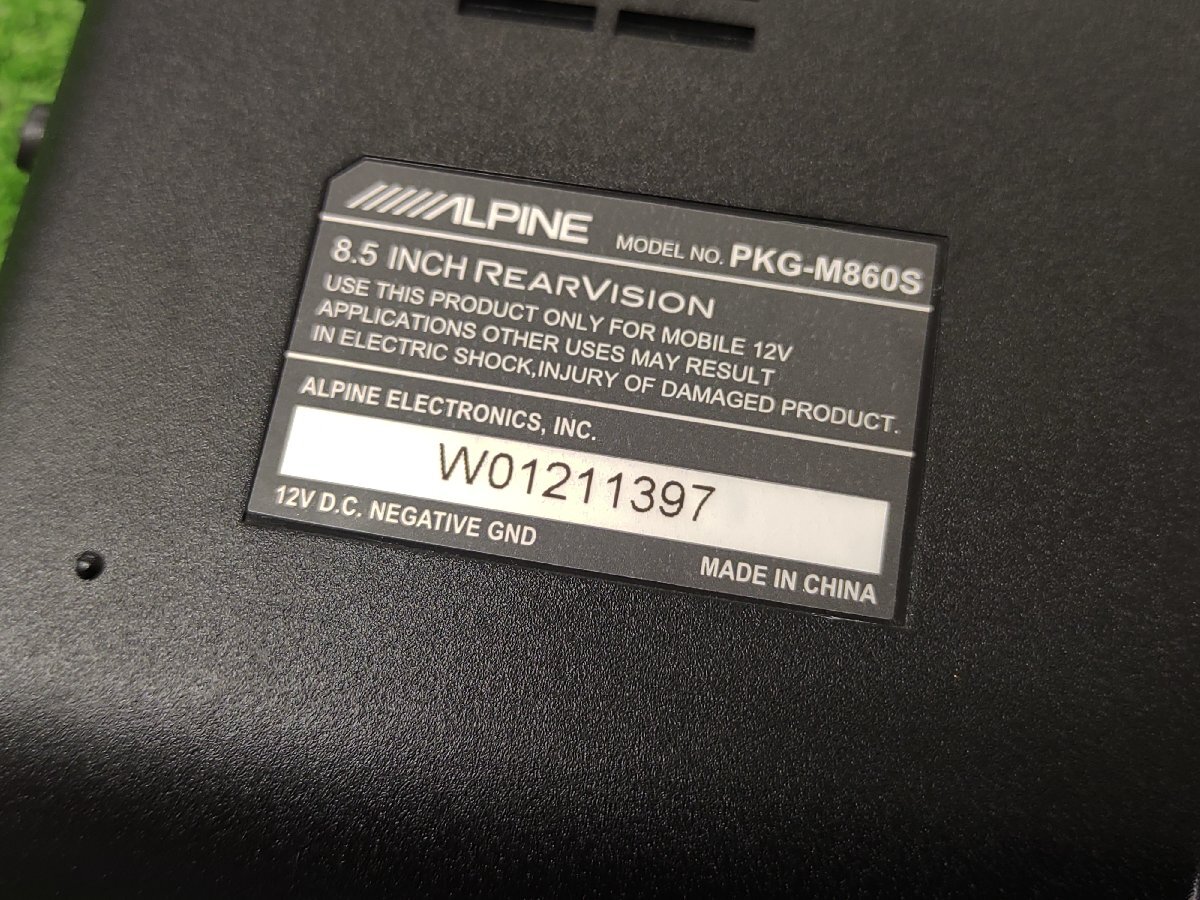 ALPINE MODEL NO. PKG-M860S
8.5 INCH REARVISION
USE THIS PRODUCT ONLY FOR MOBILE 12V
APPLICATIONS OTHER USES MAY RESULT
IN ELECTRIC SHOCK,INJURY OF DAMAGED PRODUCT.
ALPINE ELECTRONICS, INC.
W01211397
12V D.C. NEGATIVE GND
MADE IN CHINA